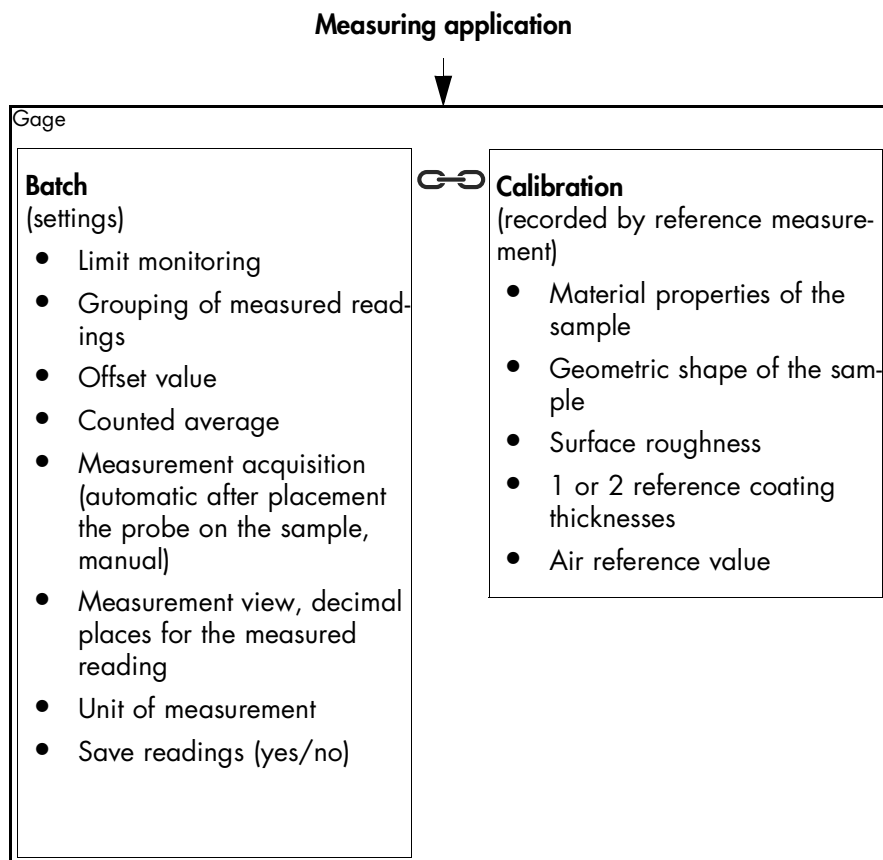 Measuring application
Gage
Batch
(settings)
• Limit monitoring
• Grouping of measured read-
ings
• Offset value
• Counted average
• Measurement acquisition
(automatic after placement
the probe on the sample,
manual)
• Measurement view, decimal
places for the measured
reading
• Unit of measurement
• Save readings (yes/no)
Calibration
(recorded by reference measure-
ment)
• Material properties of the
sample
• Geometric shape of the sam-
ple
• Surface roughness
• 1 or 2 reference coating
thicknesses
• Air reference value